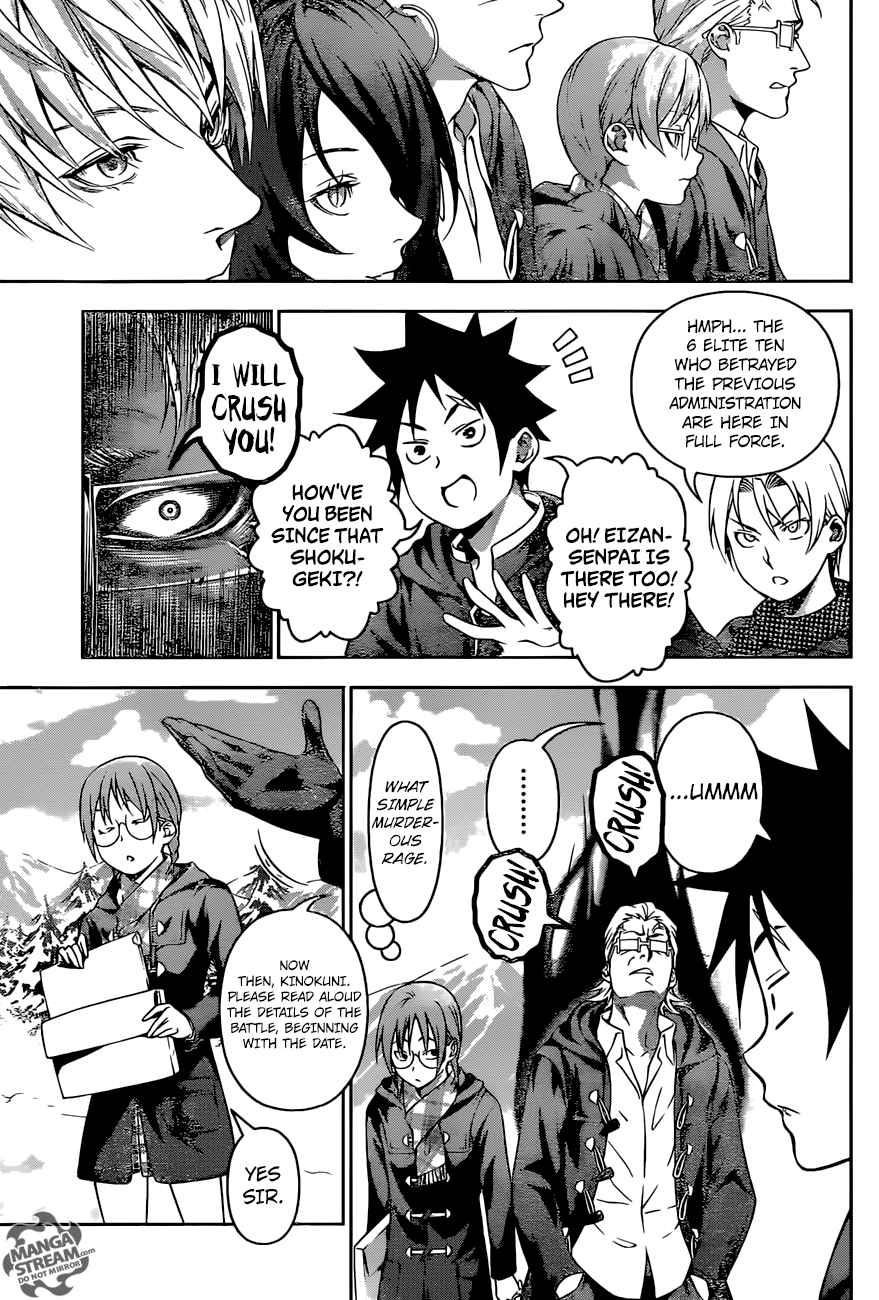 HMPH... THE
6 ELITE TEN
WHO BETRAYED
THE PREVIOUS
ADMINISTRATION
ARE HERE IN
FULL FORCE.
OH! EIZAN-
SENPAI IS
THERE TOO!
HEY THERE!
HOW'VE
YOU BEEN
SINCE THAT
SHOKU-
GEKI?!
I WILL
CRUSH
YOU!
...UMMM
CRUSH!
CRUSH!
........
WHAT
SIMPLE
MURDER-
OUS
RAGE.
NOW
THEN, KINOKUNI.
PLEASE READ ALOUD
THE DETAILS OF THE
BATTLE, BEGINNING
WITH THE DATE.
YES
SIR.
MANGA
STREAM.com
DO NOT MIRROR